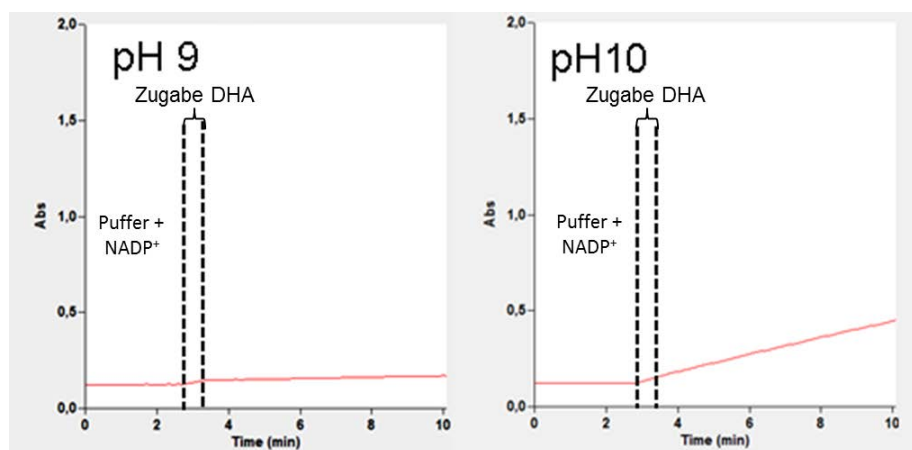 pH 9
Zugabe DHA
Puffer +
NADP⁺
Abs
2,0
1,5
1,0
0,5
0,0
0
2
4
6
8
10
Time (min)
pH10
Zugabe DHA
Puffer +
NADP⁺
Abs
2,0
1,5
1,0
0,5
0,0
0
2
4
6
8
10
Time (min)